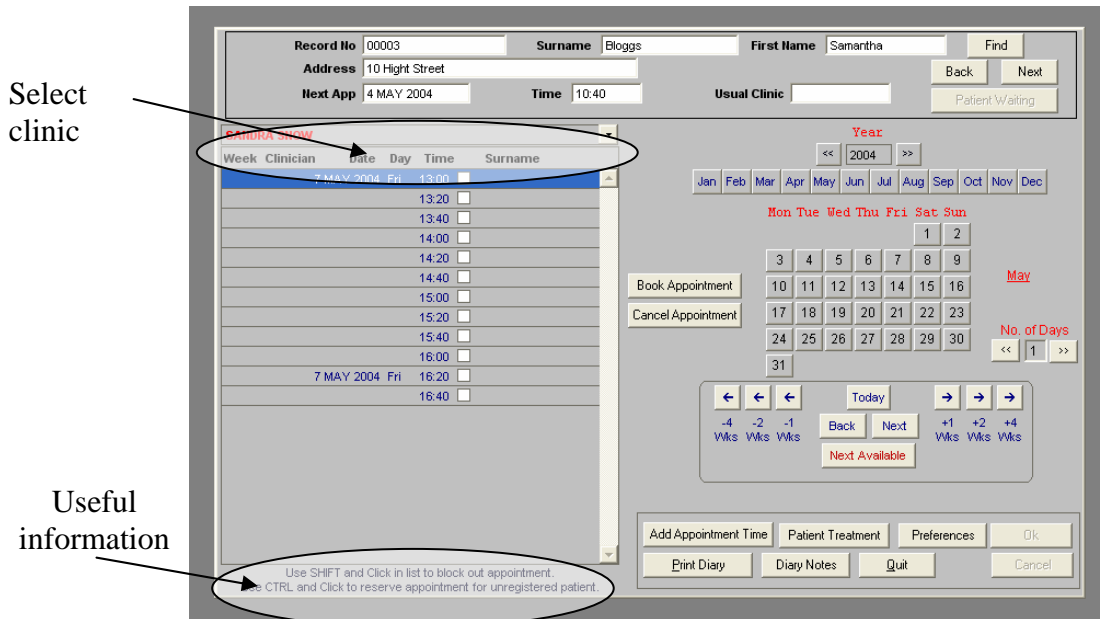 Record No 00003 Surname Bloggs First Name Samantha Find
Address 10 Hight Street Back Next
Next App 4 MAY 2004 Time 10:40 Usual Clinic Patient Waiting
Select
clinic
SANDRA SNOW
Week Clinician Date Day Time Surname
7 MAY 2004 Fri 13:00
13:20
13:40
14:00
14:20
14:40
15:00
15:20
15:40
16:00
7 MAY 2004 Fri 16:20
16:40
Year
<< 2004 >>
Jan Feb Mar Apr May Jun Jul Aug Sep Oct Nov Dec
Mon Tue Wed Thu Fri Sat Sun
1 2
3 4 5 6 7 8 9
10 11 12 13 14 15 16
17 18 19 20 21 22 23
24 25 26 27 28 29 30
31
May
No. of Days
<< 1 >>
Book Appointment
Cancel Appointment
← ← ← Today → → →
-4 -2 -1 Back Next +1 +2 +4
Wks Wks Wks Wks Wks Wks
Next Available
Useful
information
Add Appointment Time Patient Treatment Preferences Ok
Print Diary Diary Notes Quit Cancel
Use SHIFT and Click in list to block out appointment.
Use CTRL and Click to reserve appointment for unregistered patient.